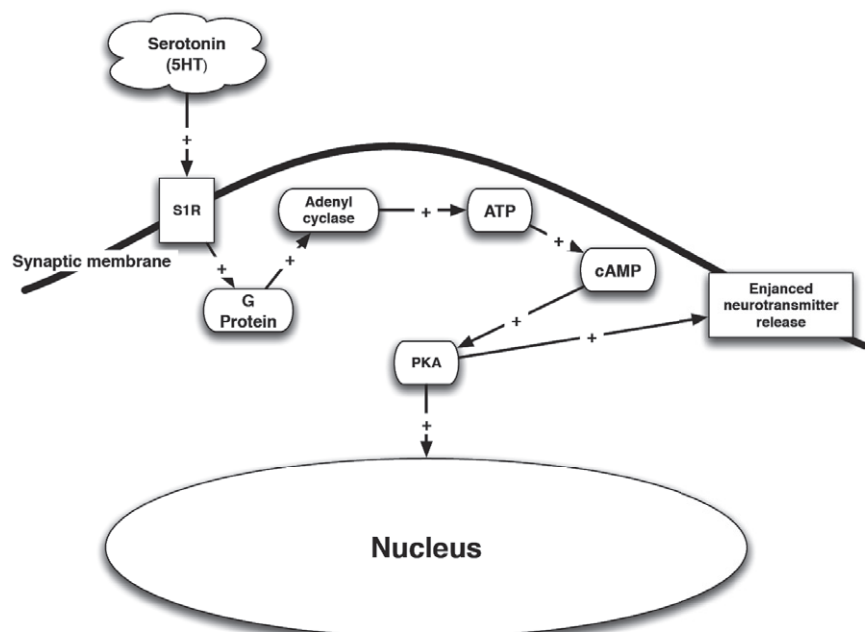 Serotonin
(5HT)
+
S1R
Adenyl
cyclase
+
ATP
+
Synaptic membrane
+
+
cAMP
G
Protein
Enjanced
neurotransmitter
release
+
+
PKA
+
Nucleus